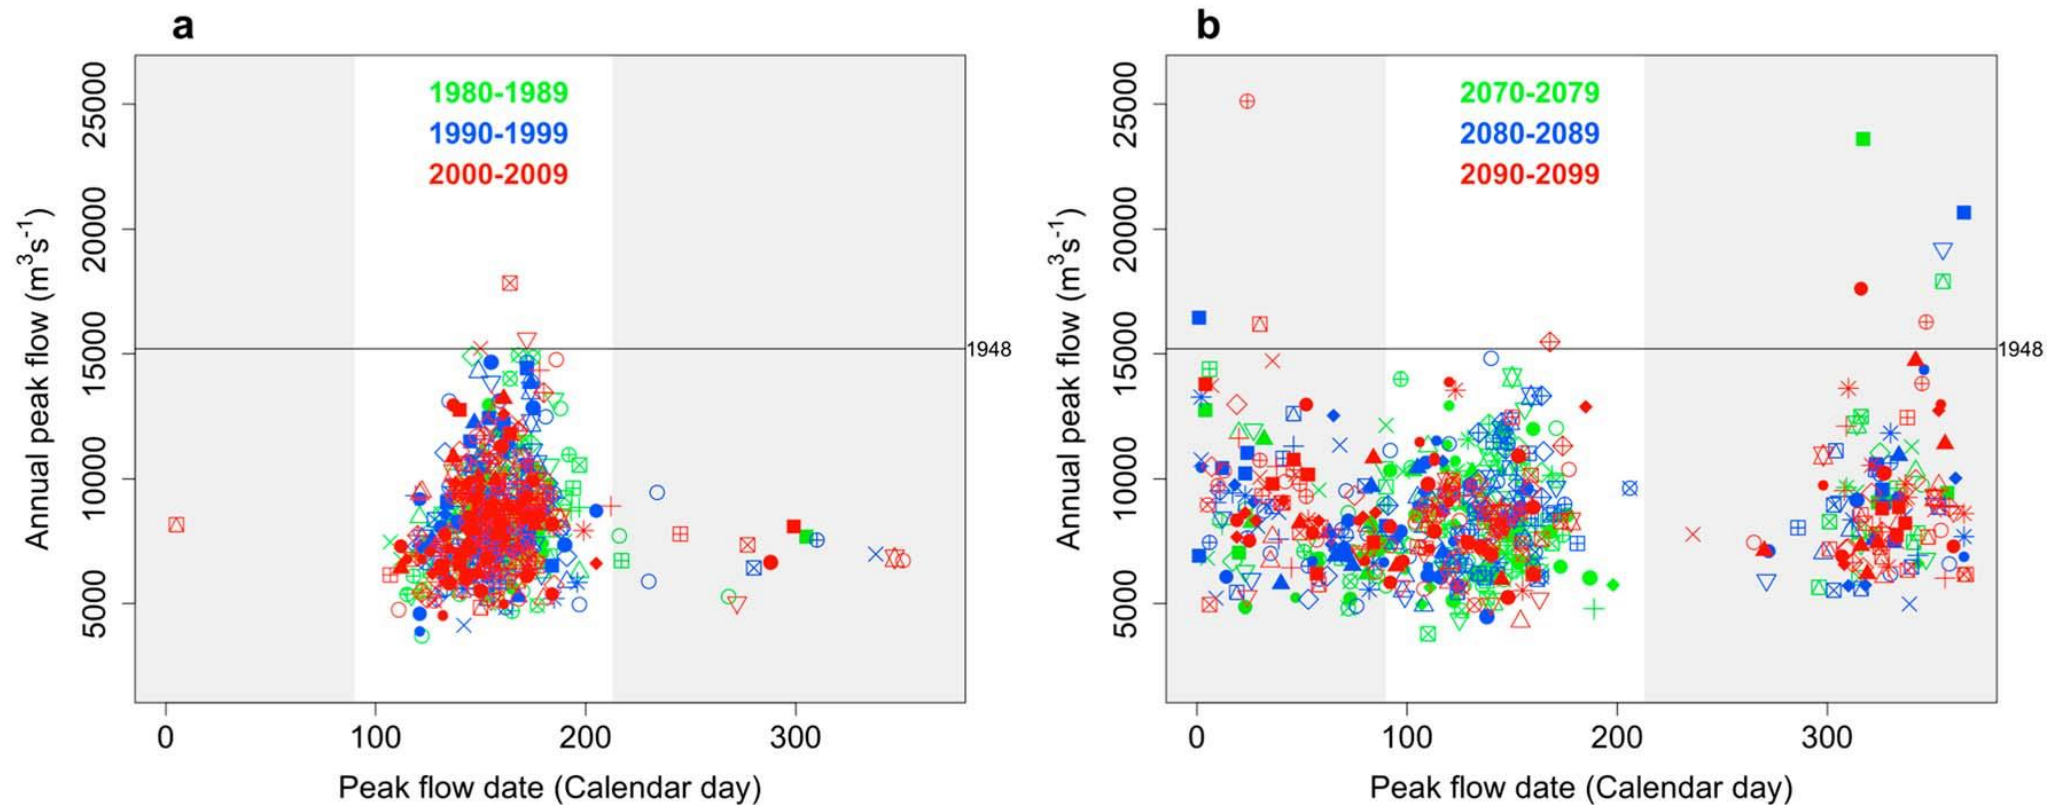 a
1980-1989
1990-1999
2000-2009
Annual peak flow (m³s⁻¹)
25000
20000
15000
10000
5000
1948
0 100 200 300
Peak flow date (Calendar day)
b
2070-2079
2080-2089
2090-2099
Annual peak flow (m³s⁻¹)
25000
20000
15000
10000
5000
1948
0 100 200 300
Peak flow date (Calendar day)